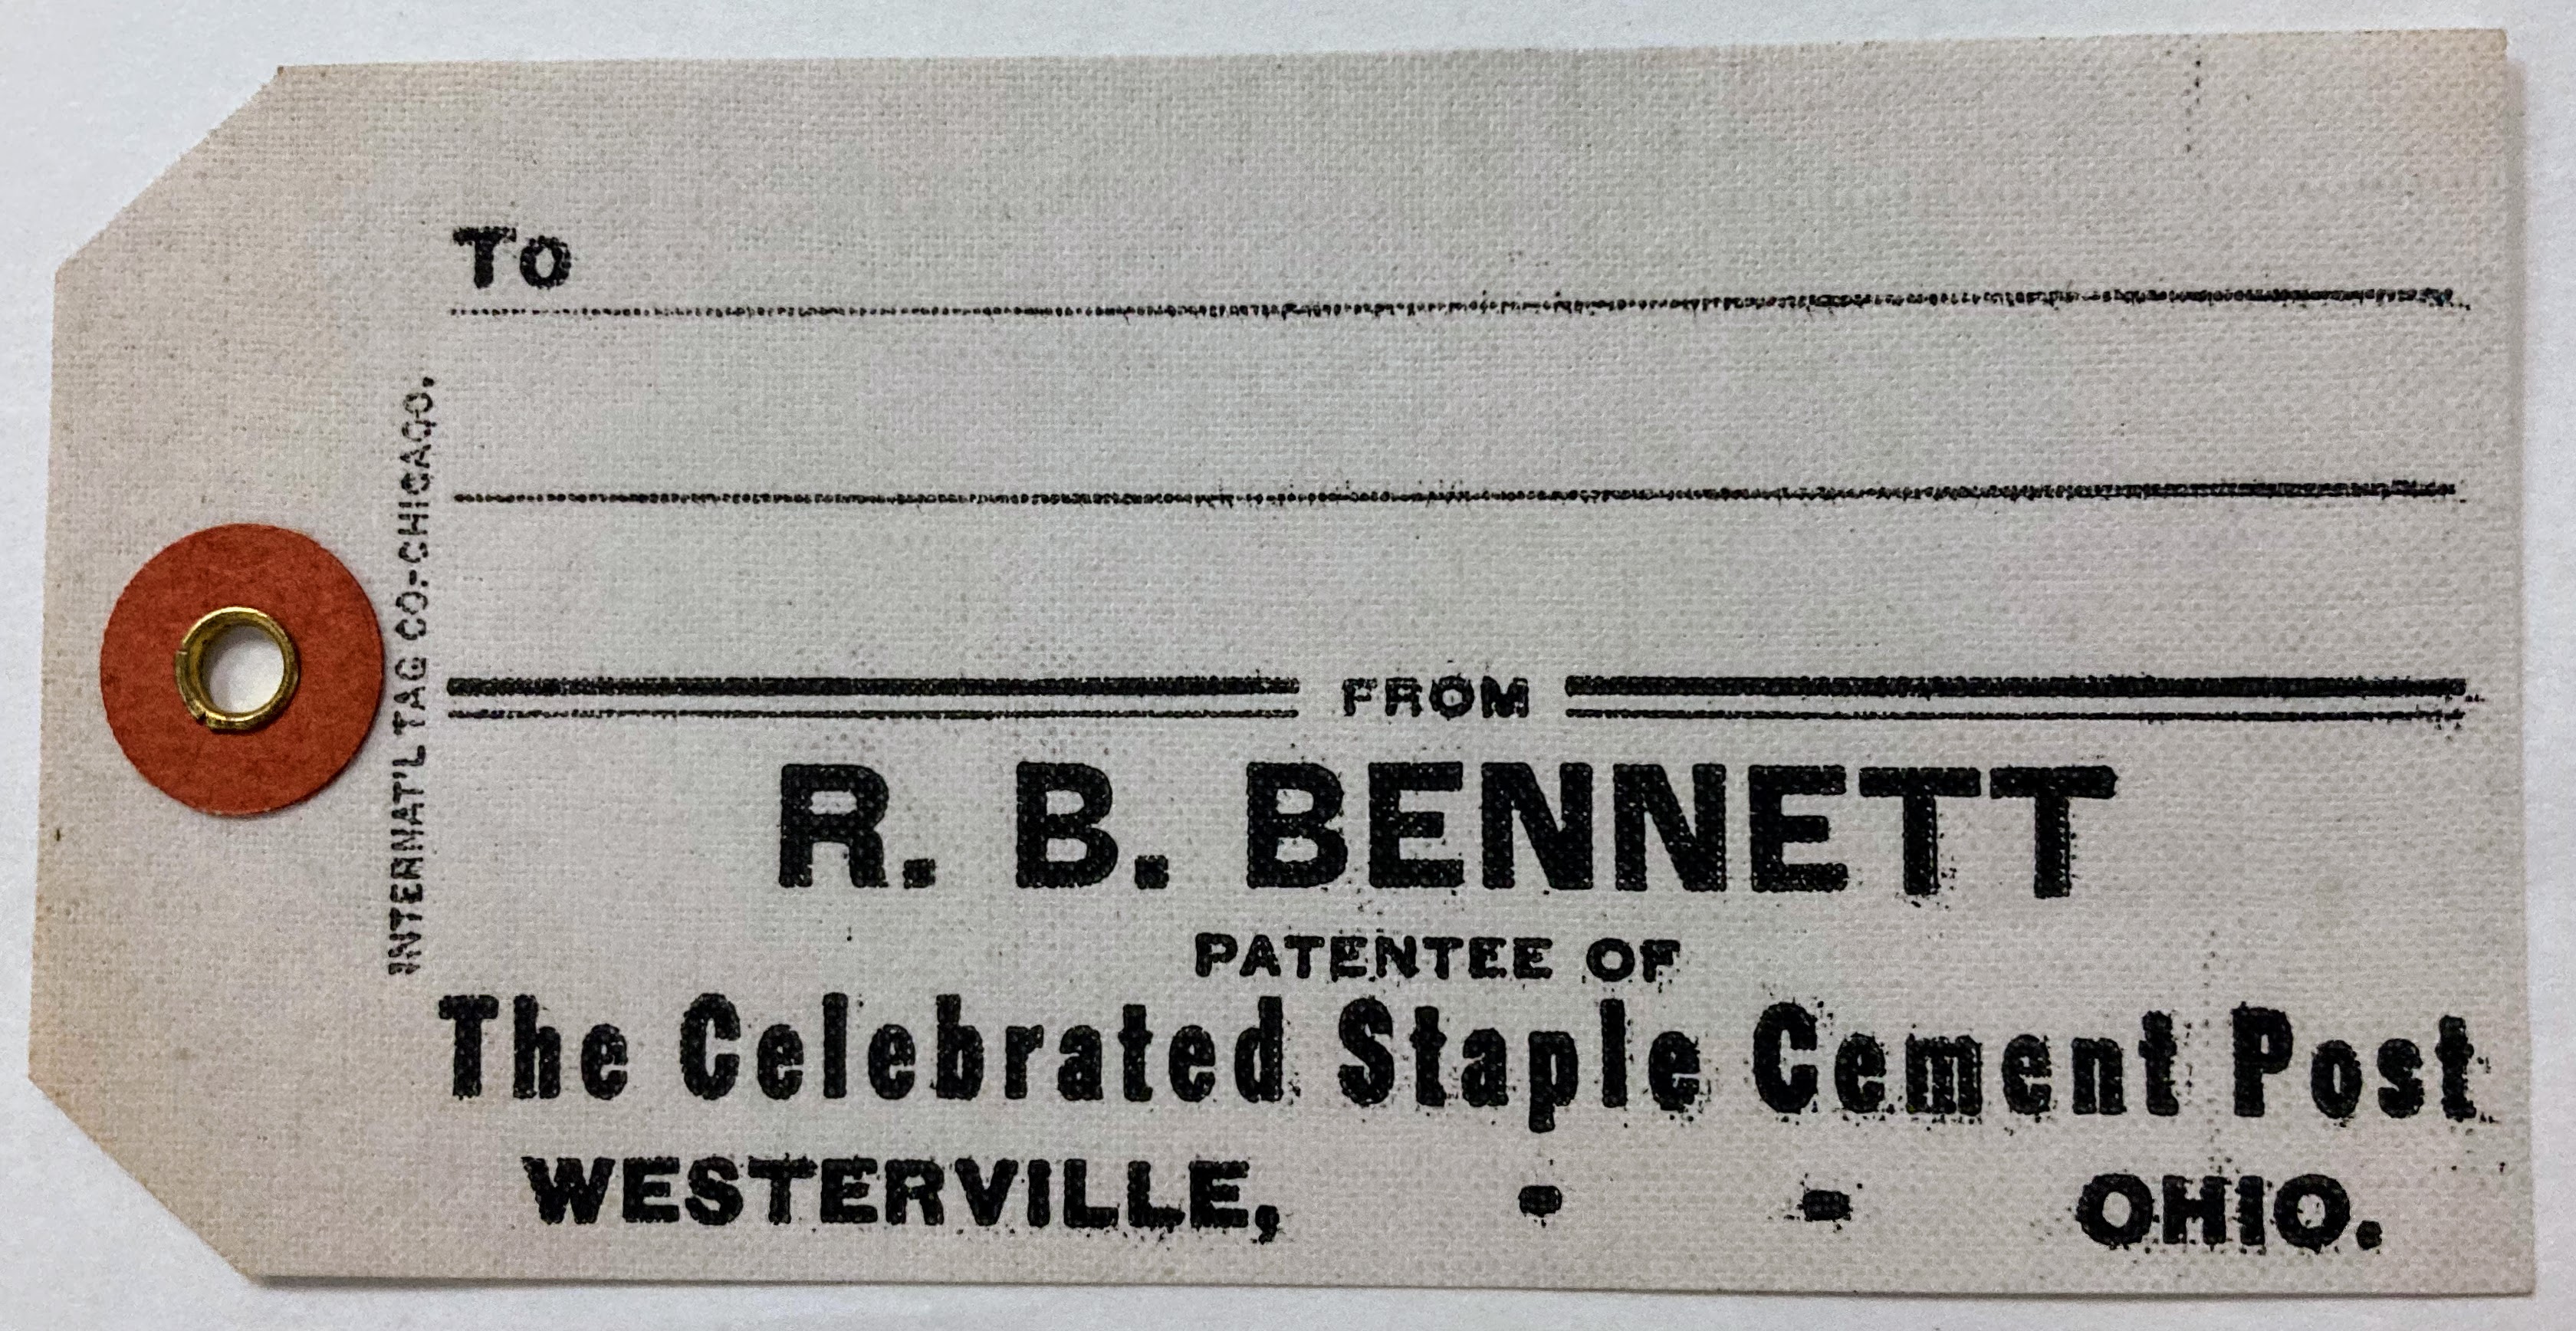 To
INTERNAT'L TAG CO.-CHICAGO.
FROM
R. B. BENNETT
PATENTEE OF
The Celebrated Staple Cement Post
WESTERVILLE, - - OHIO.